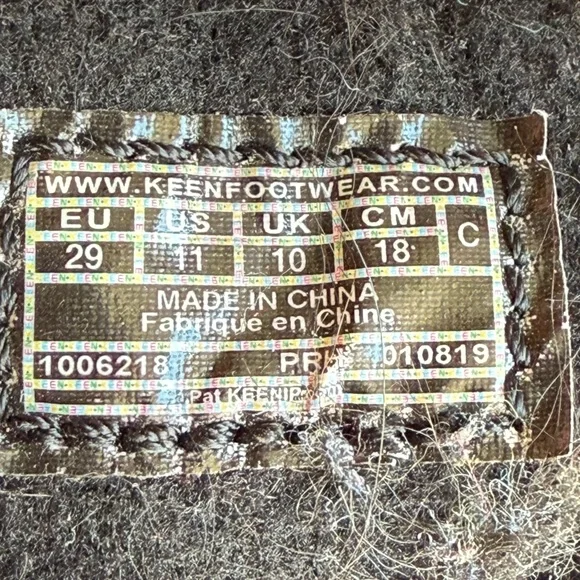 WWW.KEENFOOTWEAR.COM
EU US UK CM C
29 11 10 18
MADE IN CHINA
Fabriqué en Chine
1006218 010819
Pat